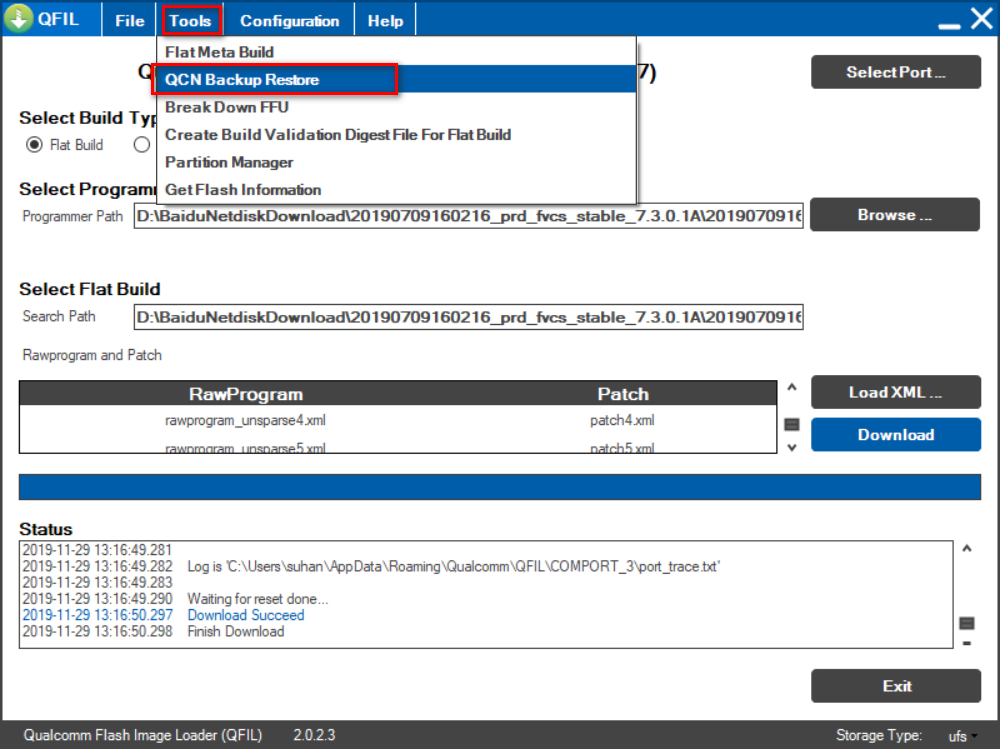 QFIL File Tools Configuration Help
Flat Meta Build
QCN Backup Restore
Break Down FFU
Create Build Validation Digest File For Flat Build
Partition Manager
Get Flash Information
Q 7)
Select Port ...
Select Build Typ
Flat Build
Select Programm
Programmer Path D:\BaiduNetdiskDownload\20190709160216_prd_fvcs_stable_7.3.0.1A\2019070916
Browse ...
Select Flat Build
Search Path D:\BaiduNetdiskDownload\20190709160216_prd_fvcs_stable_7.3.0.1A\2019070916
Rawprogram and Patch
RawProgram Patch
rawprogram_unsparse4.xml patch4.xml
rawprogram_unsparse5.xml patch5.xml
Load XML ...
Download
Status
2019-11-29 13:16:49.281
2019-11-29 13:16:49.282 Log is 'C:\Users\suhan\AppData\Roaming\Qualcomm\QFIL\COMPORT_3\port_trace.txt'
2019-11-29 13:16:49.283
2019-11-29 13:16:49.290 Waiting for reset done...
2019-11-29 13:16:50.297 Download Succeed
2019-11-29 13:16:50.298 Finish Download
Exit
Qualcomm Flash Image Loader (QFIL) 2.0.2.3 Storage Type: ufs